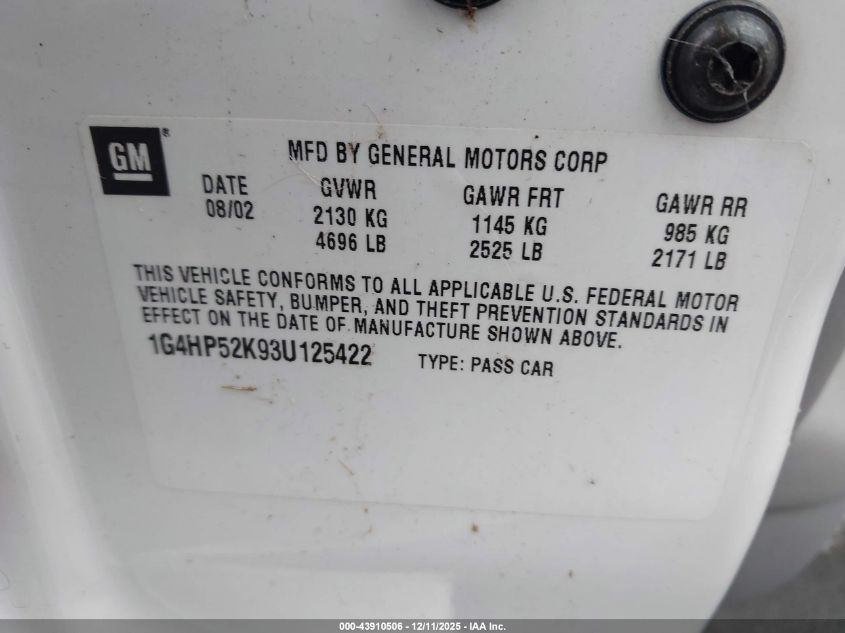 GM®
MFD BY GENERAL MOTORS CORP
DATE GVWR GAWR FRT GAWR RR
08/02 2130 KG 1145 KG 985 KG
4696 LB 2525 LB 2171 LB
THIS VEHICLE CONFORMS TO ALL APPLICABLE U.S. FEDERAL MOTOR
VEHICLE SAFETY, BUMPER, AND THEFT PREVENTION STANDARDS IN
EFFECT ON THE DATE OF MANUFACTURE SHOWN ABOVE.
1G4HP52K93U125422 TYPE: PASS CAR
000-43910506 - 12/11/2025 - IAA Inc.